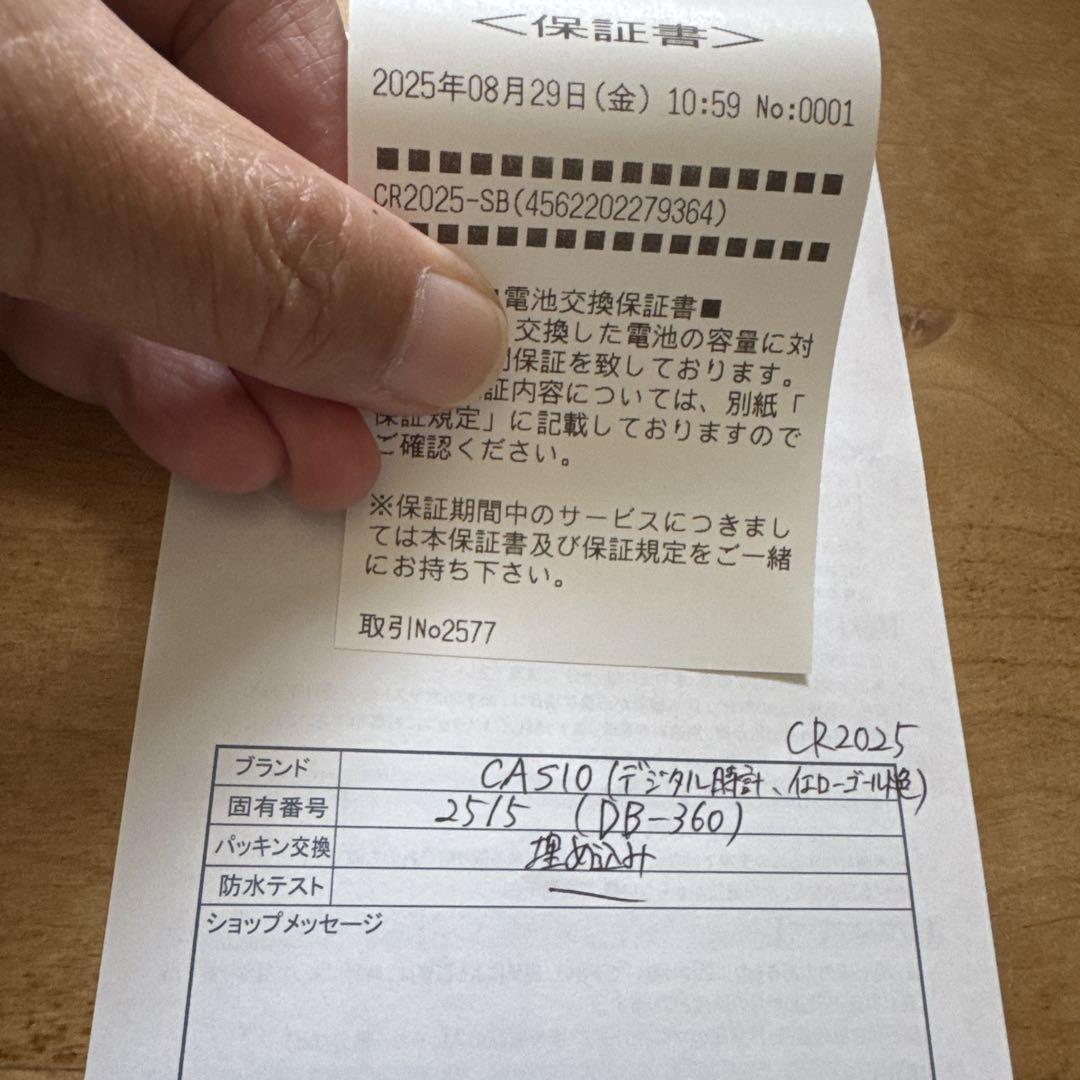 ＜保証書＞
2025年08月29日(金) 10:59 No:0001
■■■■■■■■■■■■■■■
CR2025-SB(4562202279364)
■■■■■■■■■■■■■
電池交換保証書■
交換した電池の容量に対
保証を致しております。
証内容については、別紙「
保証規定」に記載しておりますので
ご確認ください。
※保証期間中のサービスにつきまし
ては本保証書及び保証規定をご一緒
にお持ち下さい。
取引No2577
CR2025
ブランド CASIO (デジタル時計、イエローゴールド色)
固有番号 2515 (DB-360)
パッキン交換 埋め込み
防水テスト —
ショップメッセージ